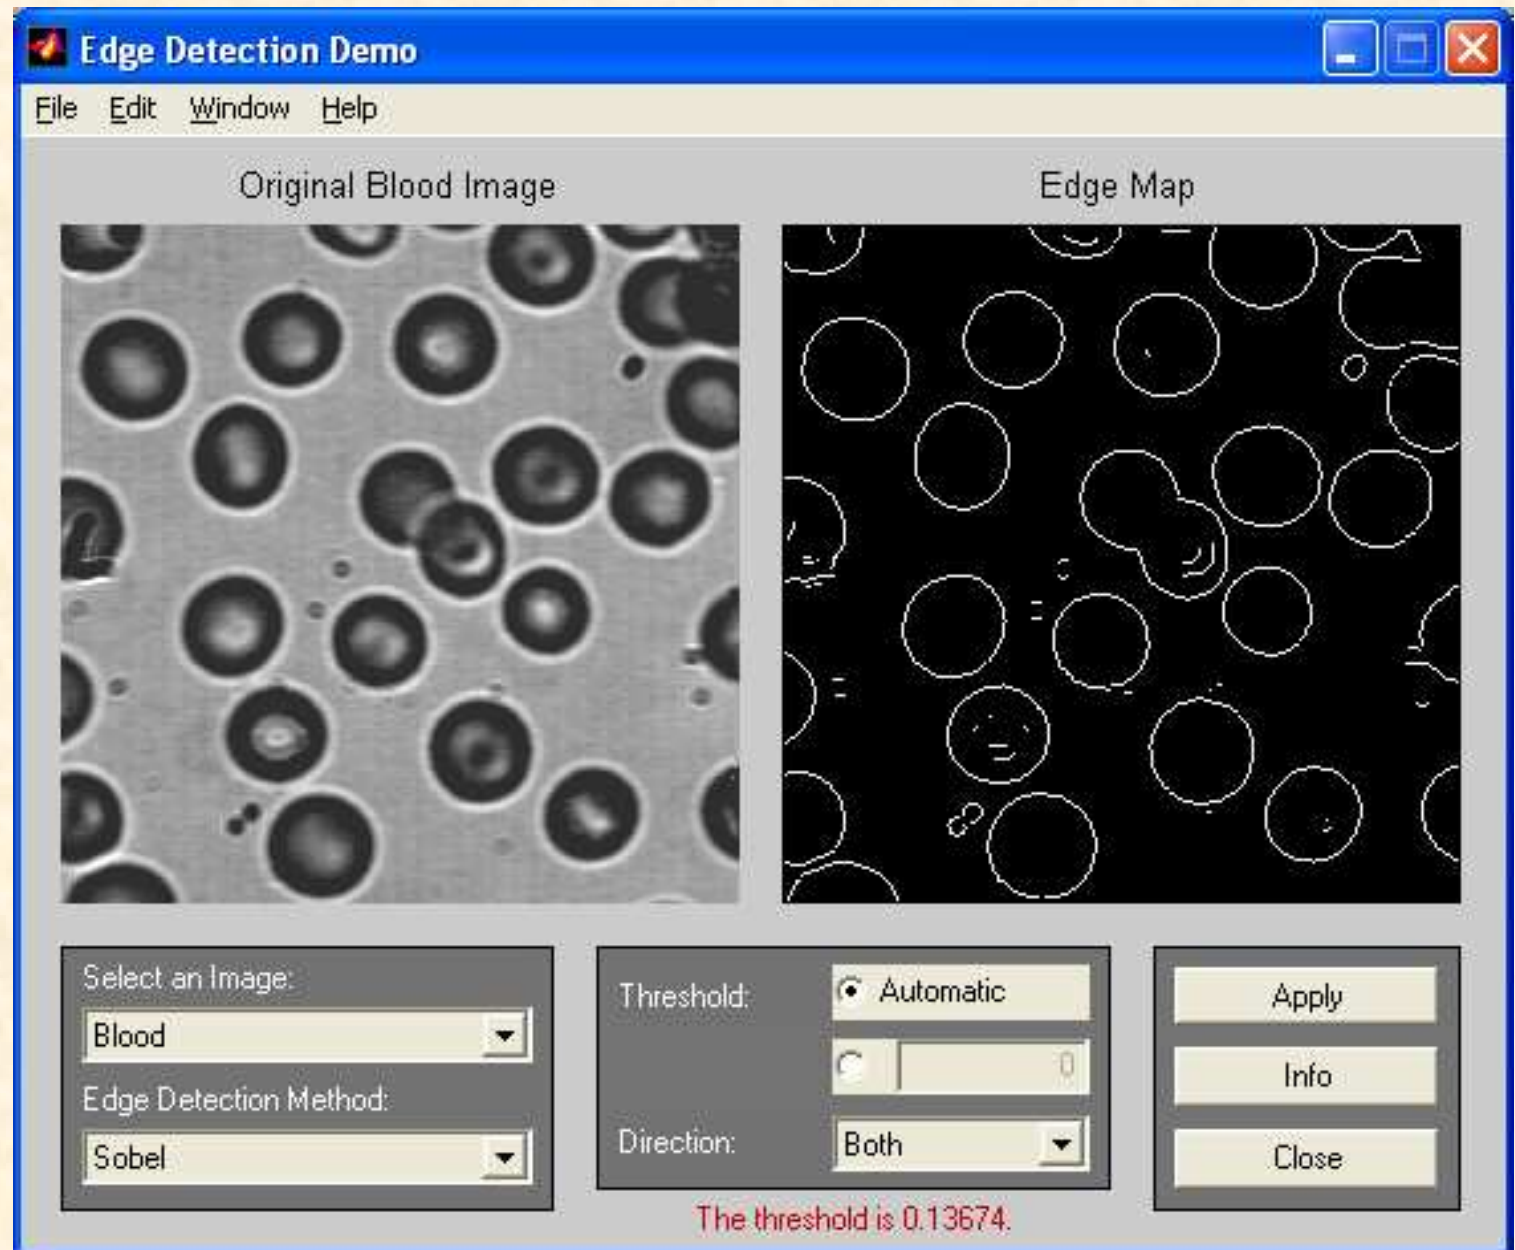 Edge Detection Demo
File Edit Window Help
Original Blood Image
Edge Map
Select an Image:
Blood
Edge Detection Method:
Sobel
Threshold:
Automatic
0
Direction:
Both
The threshold is 0.13674.
Apply
Info
Close